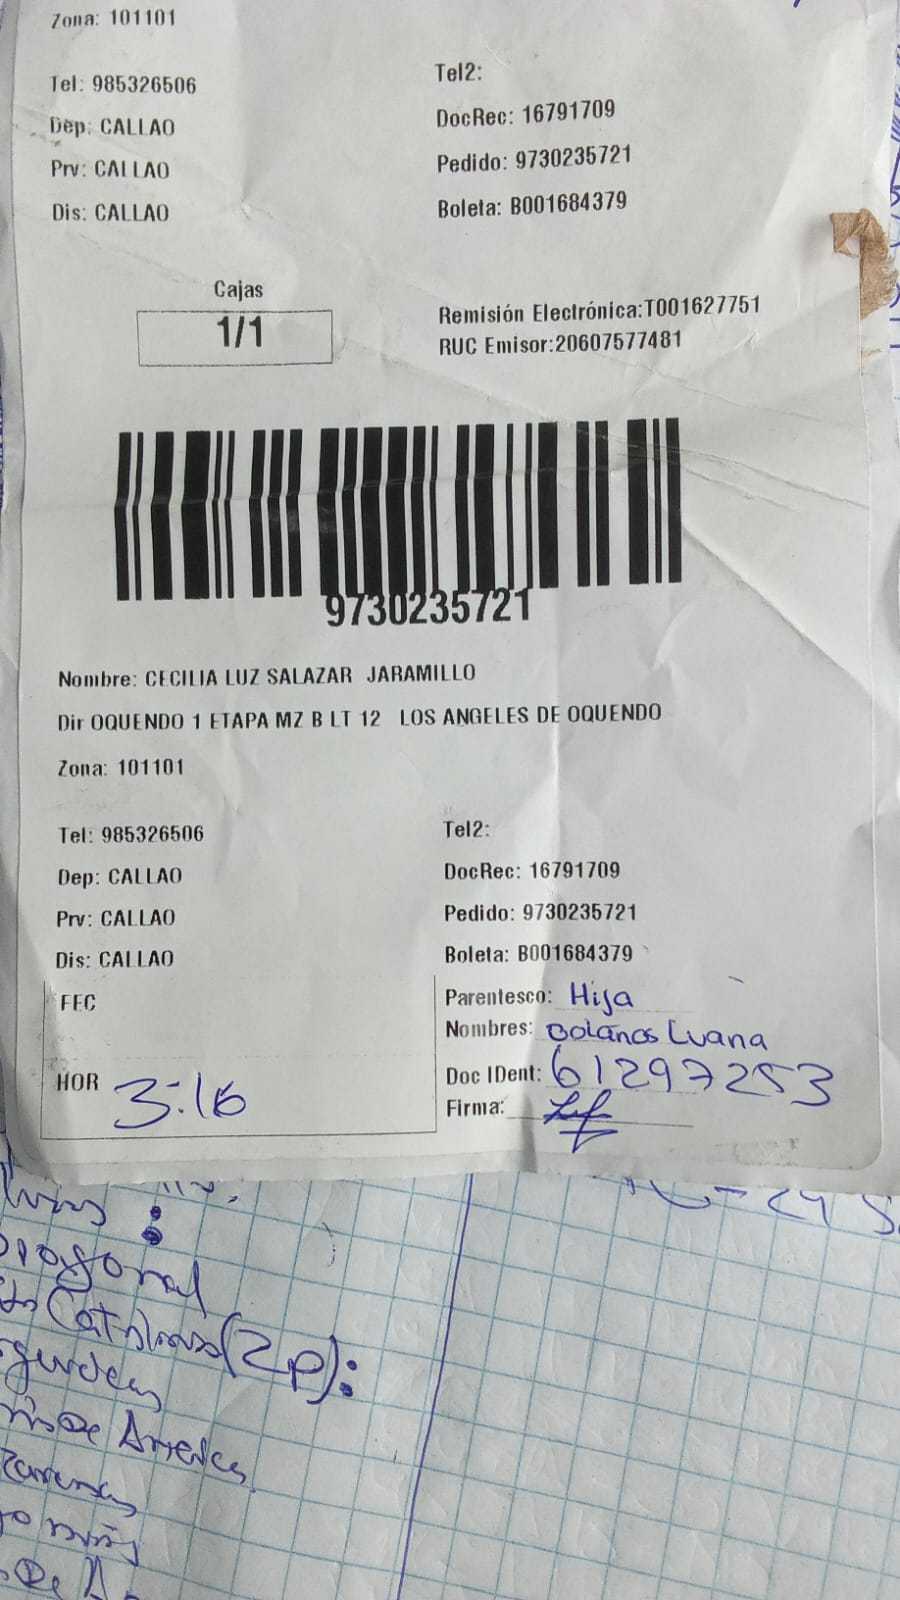 Zona: 101101
Tel: 985326506
Tel2:
Dep: CALLAO
DocRec: 16791709
Prv: CALLAO
Pedido: 9730235721
Dis: CALLAO
Boleta: B001684379
Cajas
1/1
Remisión Electrónica:T001627751
RUC Emisor:20607577481
9730235721
Nombre: CECILIA LUZ SALAZAR JARAMILLO
Dir OQUENDO 1 ETAPA MZ B LT 12 LOS ANGELES DE OQUENDO
Zona: 101101
Tel: 985326506
Tel2:
Dep: CALLAO
DocRec: 16791709
Prv: CALLAO
Pedido: 9730235721
Dis: CALLAO
Boleta: B001684379
FEC
Parentesco: Hija
Nombres: Bolanos Luana
HOR 3:16
Doc IDent: 61297253
Firma:
(2p):